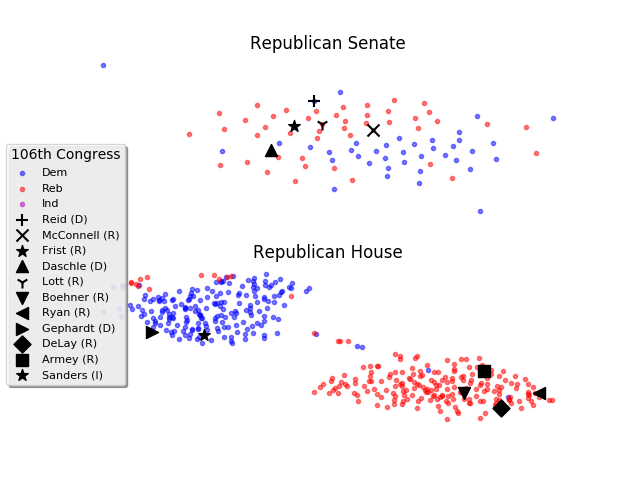 Republican Senate
106th Congress
Dem
Reb
Ind
Reid (D)
McConnell (R)
Frist (R)
Daschle (D)
Lott (R)
Boehner (R)
Ryan (R)
Gephardt (D)
DeLay (R)
Armey (R)
Sanders (I)
Republican House